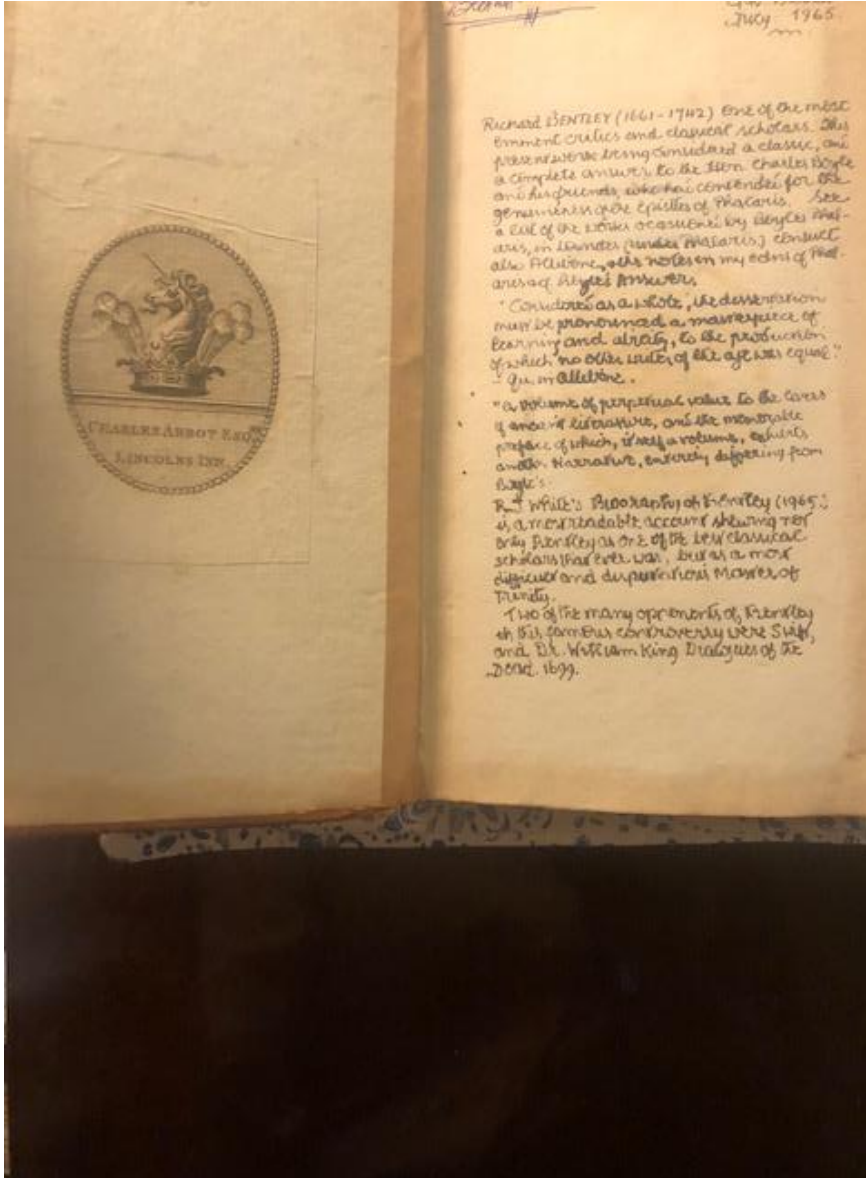 CHARLES ABBOT ESQR
LINCOLNS INN.
July 1965.
Richard BENTLEY (1661-1742) One of the most
eminent critics and classical scholars. This
present work being considered a classic, and
a complete answer to the Hon. Charles Boyle
and his friends, who had contended for the
genuineness of the Epistles of Phalaris. See
a list of the works occasioned by Boyle's Phal-
aris, in Lowndes (under Phalaris.) consult
also Allibone, also notes in my edns of Phal-
aris and Boyle's Answer.
"Considered as a whole, the dissertation
must be pronounced a masterpiece of
learning and ability, to the production
of which no other writer of the age was equal."
- Qu. in Allibone.
"a volume of perpetual value to the lovers
of ancient literature, and the memorable
preface of which, itself a volume, exhibits
another Narrative, entirely differing from
Boyle's.
R.J White's Biography of Bentley (1965.)
is a most readable account shewing not
only Bentley as one of the best classical
scholars that ever was, but as a most
difficult and disputatious Master of
Trinity.
Two of the many opponents of Bentley
in this famous controversy were Swift,
and Dr. William King Dialogues of the
Dead. 1699.